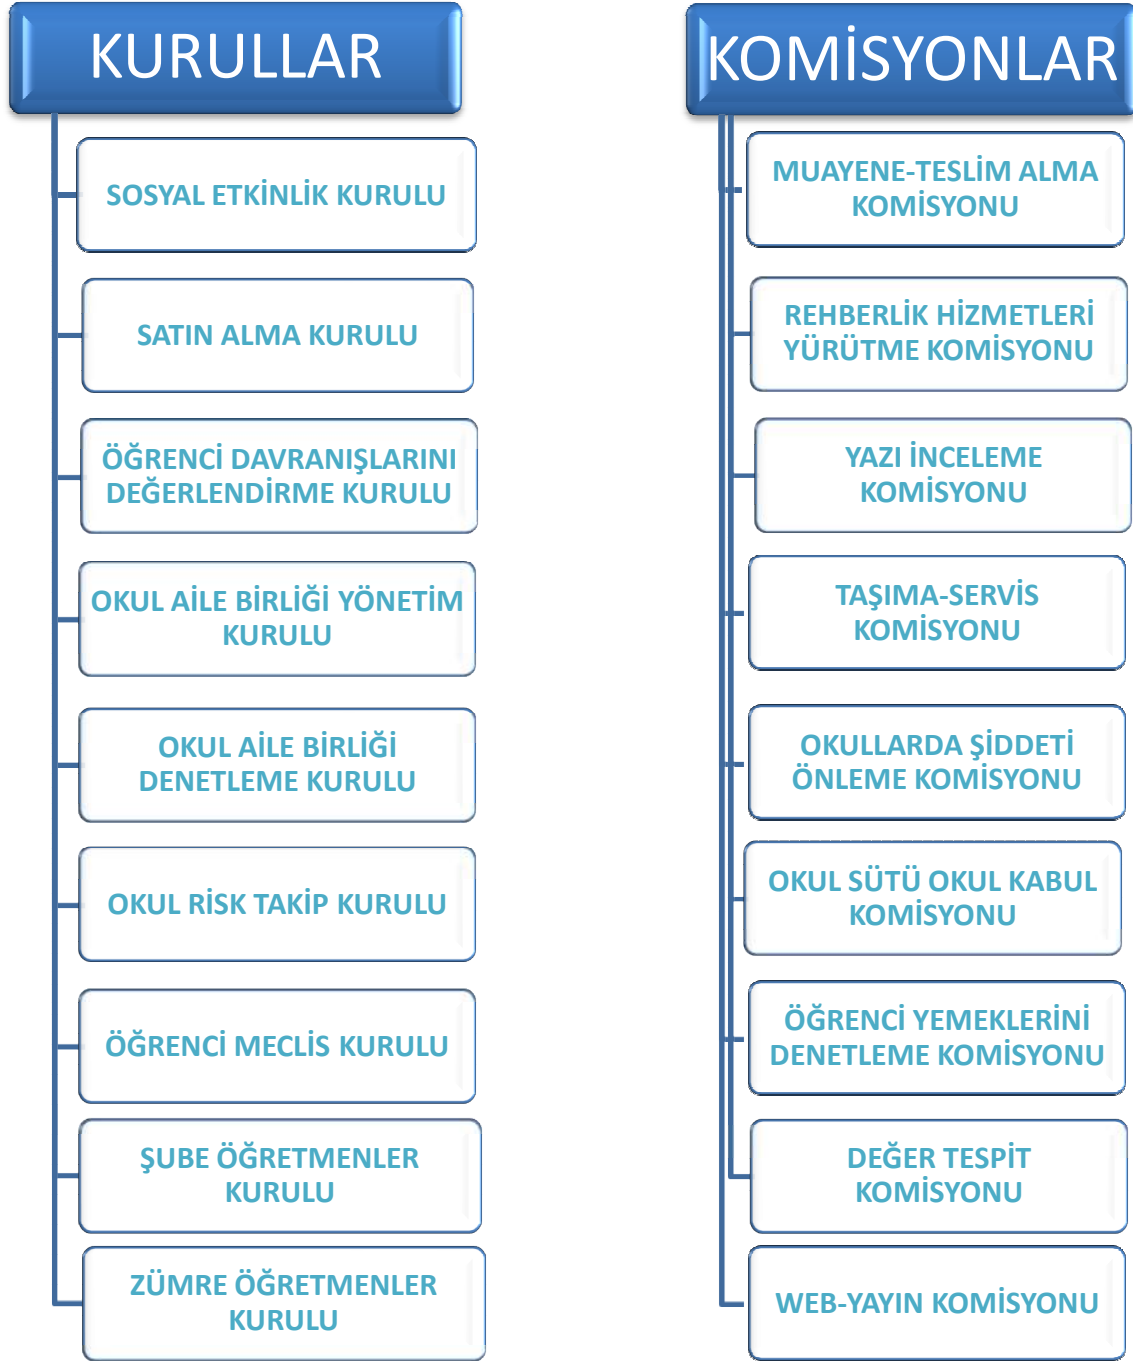 KURULLAR
SOSYAL ETKİNLİK KURULU
SATIN ALMA KURULU
ÖĞRENCİ DAVRANIŞLARINI
DEĞERLENDİRME KURULU
OKUL AİLE BİRLİĞİ YÖNETİM
KURULU
OKUL AİLE BİRLİĞİ
DENETLEME KURULU
OKUL RİSK TAKİP KURULU
ÖĞRENCİ MECLİS KURULU
ŞUBE ÖĞRETMENLER
KURULU
ZÜMRE ÖĞRETMENLER
KURULU
KOMİSYONLAR
MUAYENE-TESLİM ALMA
KOMİSYONU
REHBERLİK HİZMETLERİ
YÜRÜTME KOMİSYONU
YAZI İNCELEME
KOMİSYONU
TAŞIMA-SERVİS
KOMİSYONU
OKULLARDA ŞİDDETİ
ÖNLEME KOMİSYONU
OKUL SÜTÜ OKUL KABUL
KOMİSYONU
ÖĞRENCİ YEMEKLERİNİ
DENETLEME KOMİSYONU
DEĞER TESPİT
KOMİSYONU
WEB-YAYIN KOMİSYONU